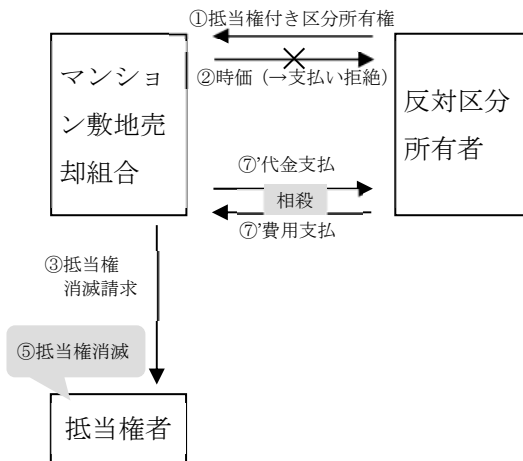 ①抵当権付き区分所有権
マンショ
ン敷地売
却組合
②時価（→支払い拒絶）
反対区分
所有者
⑦’代金支払
相殺
⑦’費用支払
③抵当権
消滅請求
⑤抵当権消滅
抵当権者